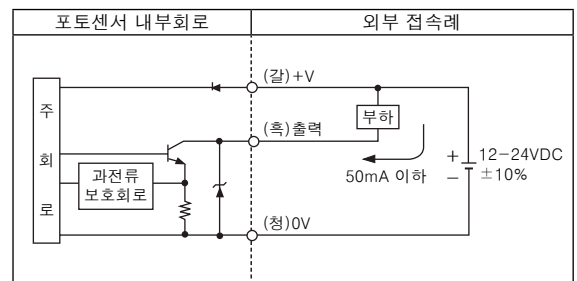 포토센서 내부회로
외부 접속례
(갈)+V
주
회
로
(흑)출력
부하
과전류
보호회로
50mA 이하
+
−
12−24VDC
±10%
(청)0V